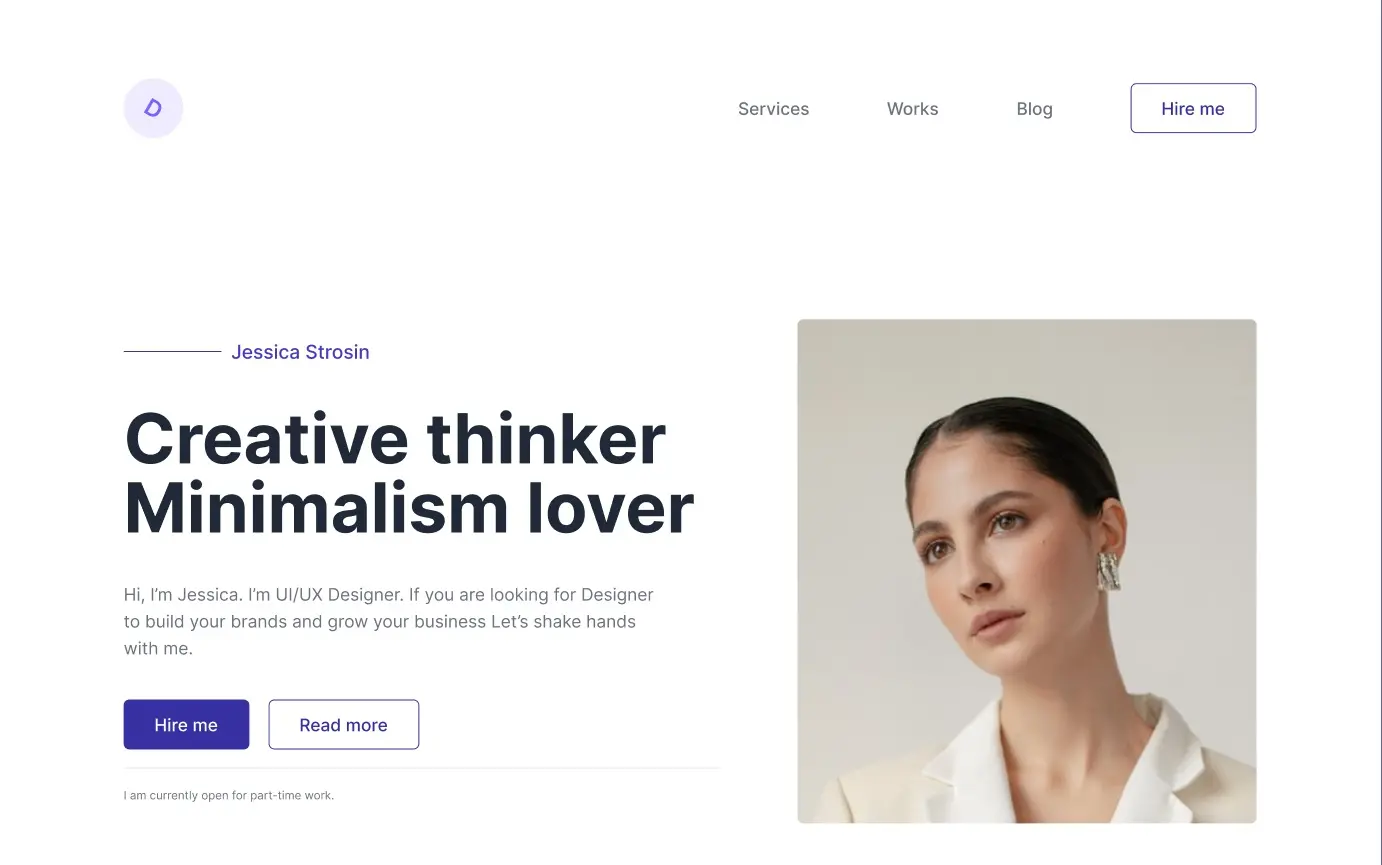 D
Services
Works
Blog
Hire me
Jessica Strosin
Creative thinker
Minimalism lover
Hi, I’m Jessica. I’m UI/UX Designer. If you are looking for Designer
to build your brands and grow your business Let’s shake hands
with me.
Hire me
Read more
I am currently open for part-time work.